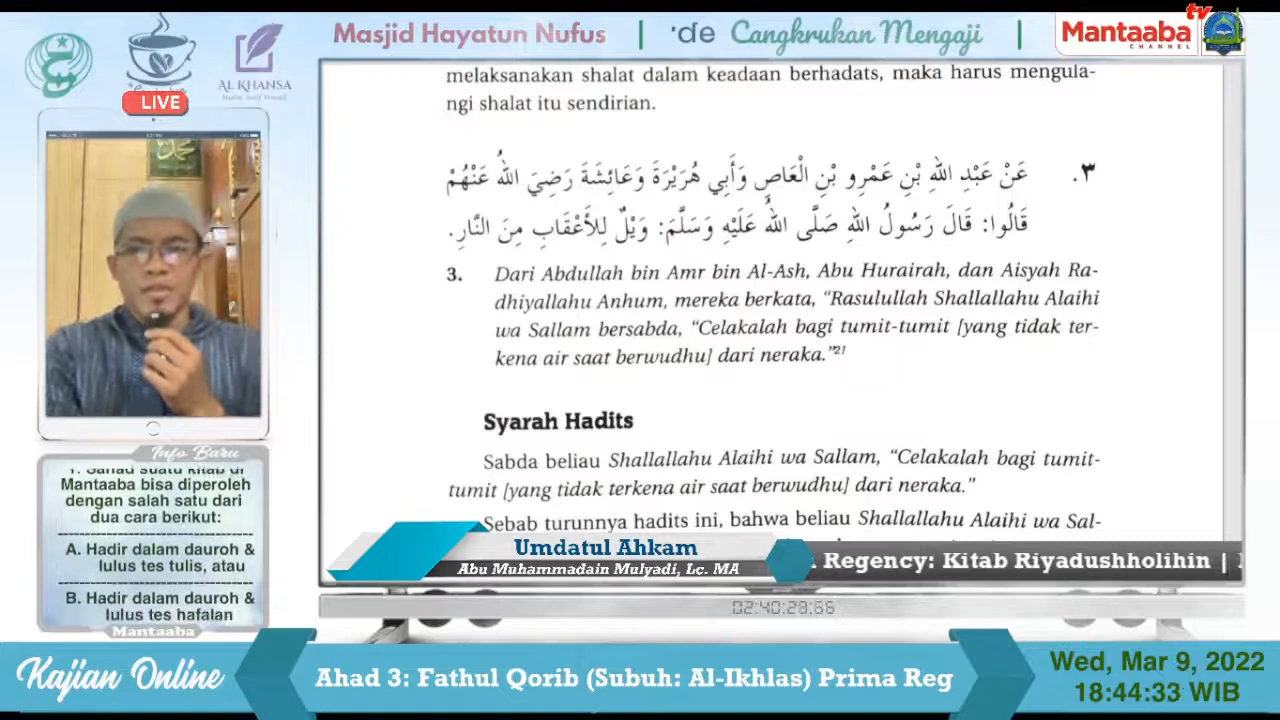 Masjid Hayatun Nufus | 'de Cangkrukan Mengaji |
Mantaaba tv
CHANNEL
AL KHANSA
LIVE
melaksanakan shalat dalam keadaan berhadats, maka harus mengula-
ngi shalat itu sendirian.
٣. عَنْ عَبْدِ اللهِ بْنِ عَمْرِو بْنِ الْعَاصِ وَأَبِي هُرَيْرَةَ وَعَائِشَةَ رَضِيَ اللهُ عَنْهُمْ
قَالُوا: قَالَ رَسُولُ اللهِ صَلَّى اللهُ عَلَيْهِ وَسَلَّمَ: وَيْلٌ لِلأَعْقَابِ مِنَ النَّارِ.
3. Dari Abdullah bin Amr bin Al-Ash, Abu Hurairah, dan Aisyah Ra-
dhiyallahu Anhum, mereka berkata, "Rasulullah Shallallahu Alaihi
wa Sallam bersabda, "Celakalah bagi tumit-tumit [yang tidak ter-
kena air saat berwudhu] dari neraka."21
Syarah Hadits
Sabda beliau Shallallahu Alaihi wa Sallam, "Celakalah bagi tumit-
tumit [yang tidak terkena air saat berwudhu] dari neraka."
Sebab turunnya hadits ini, bahwa beliau Shallallahu Alaihi wa Sal-
Info Baru
1. Sanad suatu kitab di
Mantaaba bisa diperoleh
dengan salah satu dari
dua cara berikut:
A. Hadir dalam dauroh &
lulus tes tulis, atau
B. Hadir dalam dauroh &
lulus tes hafalan
Mantaaba
Umdatul Ahkam
Abu Muhammadain Mulyadi, Lc. MA
Regency: Kitab Riyadushholihin |
Kajian Online
Ahad 3: Fathul Qorib (Subuh: Al-Ikhlas) Prima Reg
Wed, Mar 9, 2022
18:44:33 WIB